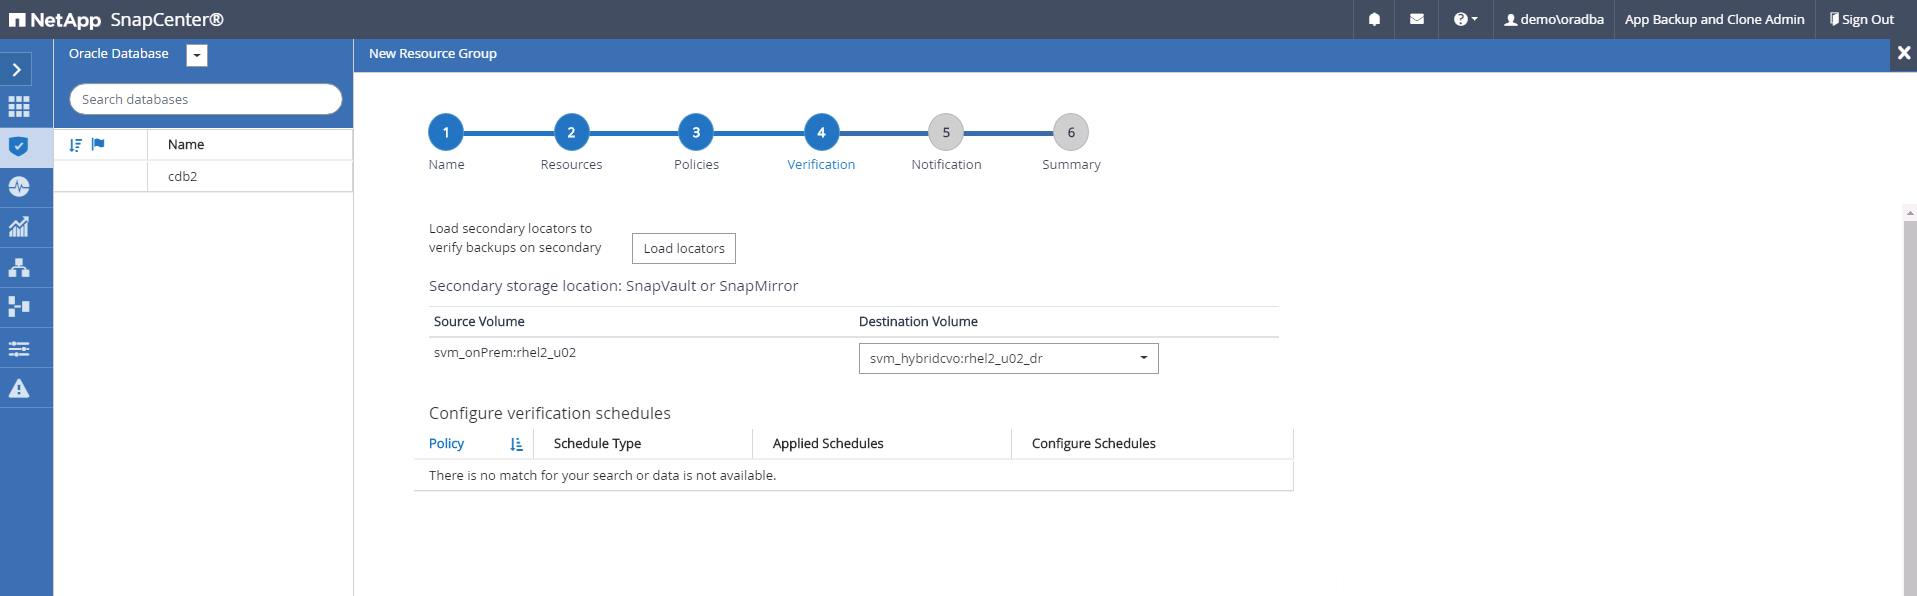 NetApp SnapCenter®
demo\oradba
App Backup and Clone Admin
Sign Out
Oracle Database
New Resource Group
Search databases
Name
cdb2
1
2
3
4
5
6
Name
Resources
Policies
Verification
Notification
Summary
Load secondary locators to
verify backups on secondary
Load locators
Secondary storage location: SnapVault or SnapMirror
Source Volume
Destination Volume
svm_onPrem:rhel2_u02
svm_hybridcvo:rhel2_u02_dr
Configure verification schedules
Policy
Schedule Type
Applied Schedules
Configure Schedules
There is no match for your search or data is not available.